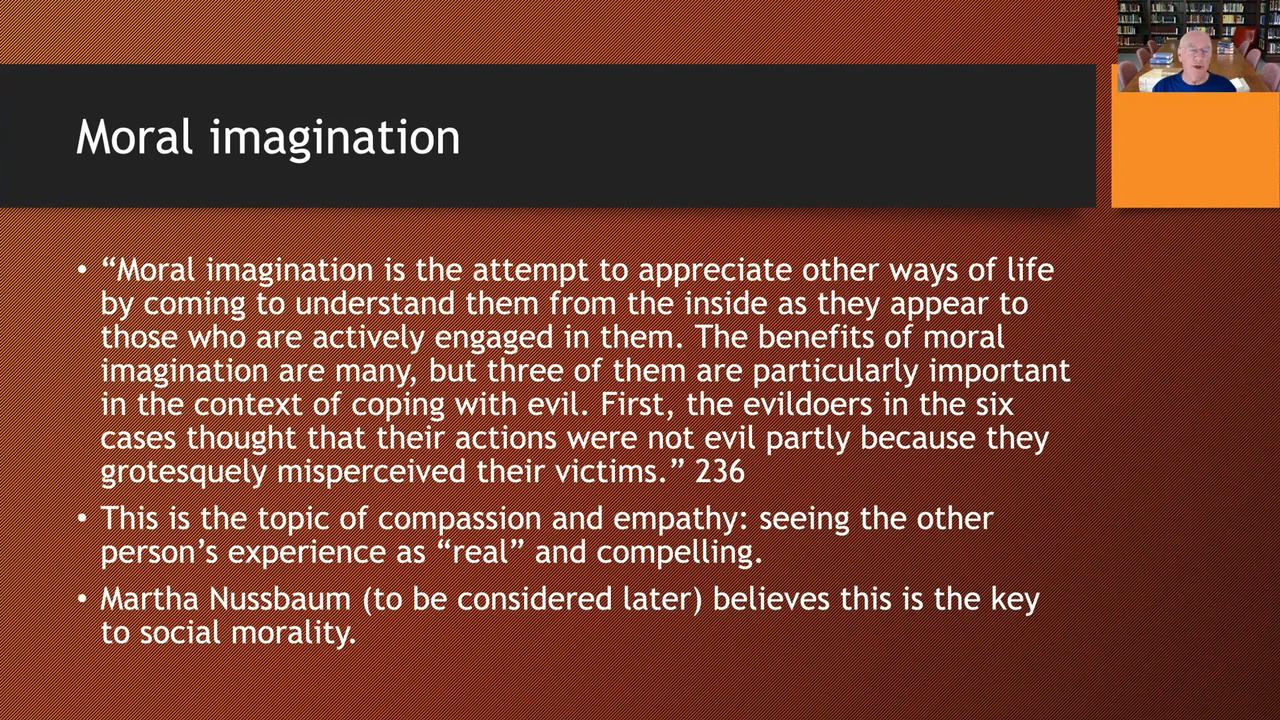 Moral imagination
• “Moral imagination is the attempt to appreciate other ways of life
by coming to understand them from the inside as they appear to
those who are actively engaged in them. The benefits of moral
imagination are many, but three of them are particularly important
in the context of coping with evil. First, the evildoers in the six
cases thought that their actions were not evil partly because they
grotesquely misperceived their victims.” 236
• This is the topic of compassion and empathy: seeing the other
person’s experience as “real” and compelling.
• Martha Nussbaum (to be considered later) believes this is the key
to social morality.